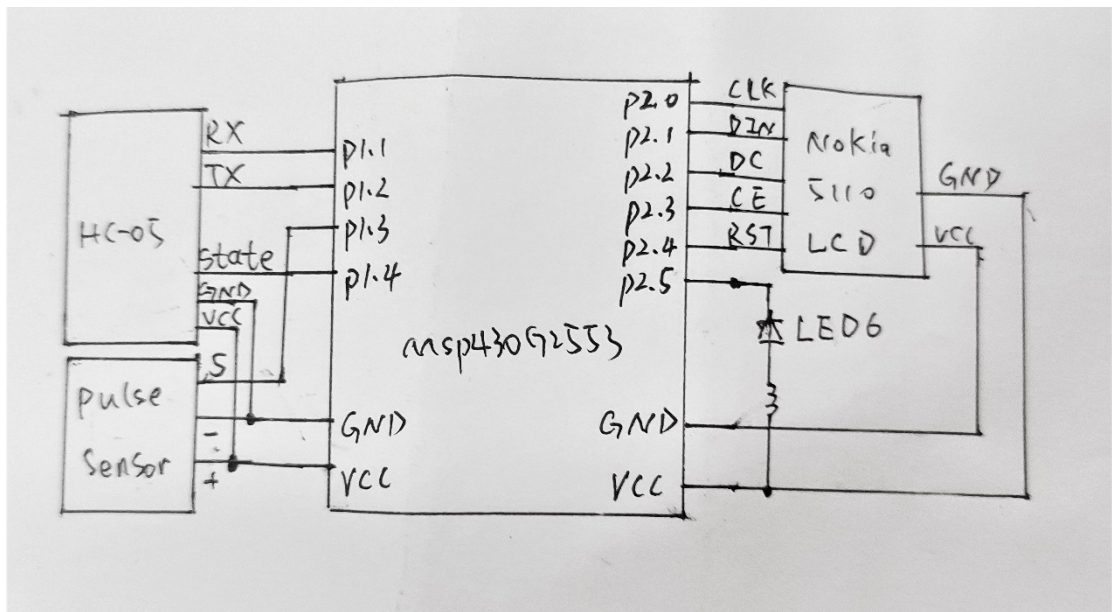 HC-05
RX
TX
state
GND
VCC
pulse
sensor
S
-
+
p1.1
p1.2
p1.3
p1.4
GND
VCC
msp430G2553
p2.0
p2.1
p2.2
p2.3
p2.4
p2.5
GND
VCC
CLK
DIN
DC
CE
RST
Nokia
5110
LCD
GND
VCC
LED6